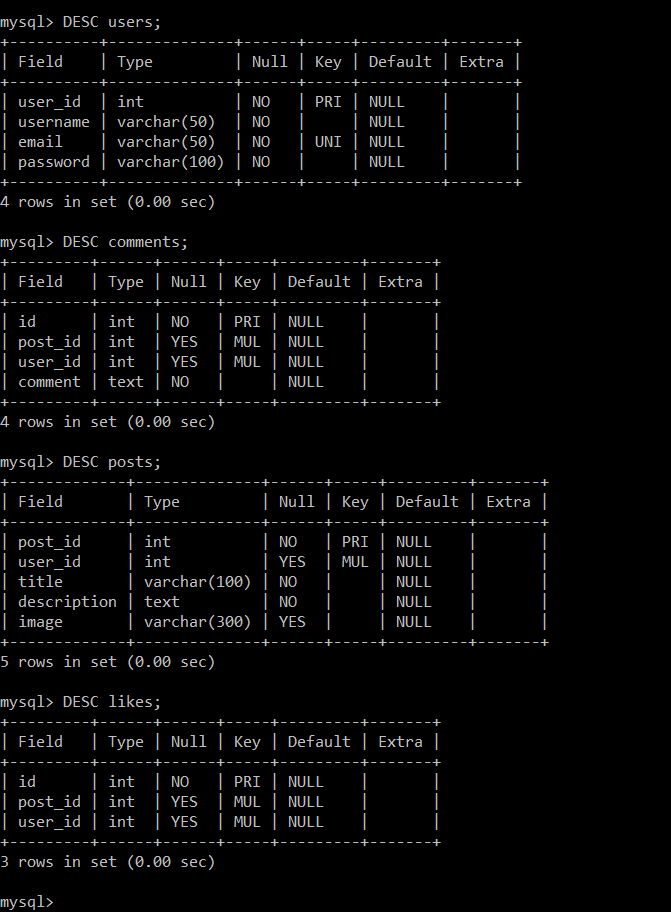 mysql> DESC users;
+----------+--------------+------+-----+---------+-------+
| Field    | Type         | Null | Key | Default | Extra |
+----------+--------------+------+-----+---------+-------+
| user_id  | int          | NO   | PRI | NULL    |       |
| username | varchar(50)  | NO   |     | NULL    |       |
| email    | varchar(50)  | NO   | UNI | NULL    |       |
| password | varchar(100) | NO   |     | NULL    |       |
+----------+--------------+------+-----+---------+-------+
4 rows in set (0.00 sec)

mysql> DESC comments;
+---------+------+------+-----+---------+-------+
| Field   | Type | Null | Key | Default | Extra |
+---------+------+------+-----+---------+-------+
| id      | int  | NO   | PRI | NULL    |       |
| post_id | int  | YES  | MUL | NULL    |       |
| user_id | int  | YES  | MUL | NULL    |       |
| comment | text | NO   |     | NULL    |       |
+---------+------+------+-----+---------+-------+
4 rows in set (0.00 sec)

mysql> DESC posts;
+-------------+--------------+------+-----+---------+-------+
| Field       | Type         | Null | Key | Default | Extra |
+-------------+--------------+------+-----+---------+-------+
| post_id     | int          | NO   | PRI | NULL    |       |
| user_id     | int          | YES  | MUL | NULL    |       |
| title       | varchar(100) | NO   |     | NULL    |       |
| description | text         | NO   |     | NULL    |       |
| image       | varchar(300) | YES  |     | NULL    |       |
+-------------+--------------+------+-----+---------+-------+
5 rows in set (0.00 sec)

mysql> DESC likes;
+---------+------+------+-----+---------+-------+
| Field   | Type | Null | Key | Default | Extra |
+---------+------+------+-----+---------+-------+
| id      | int  | NO   | PRI | NULL    |       |
| post_id | int  | YES  | MUL | NULL    |       |
| user_id | int  | YES  | MUL | NULL    |       |
+---------+------+------+-----+---------+-------+
3 rows in set (0.00 sec)

mysql>